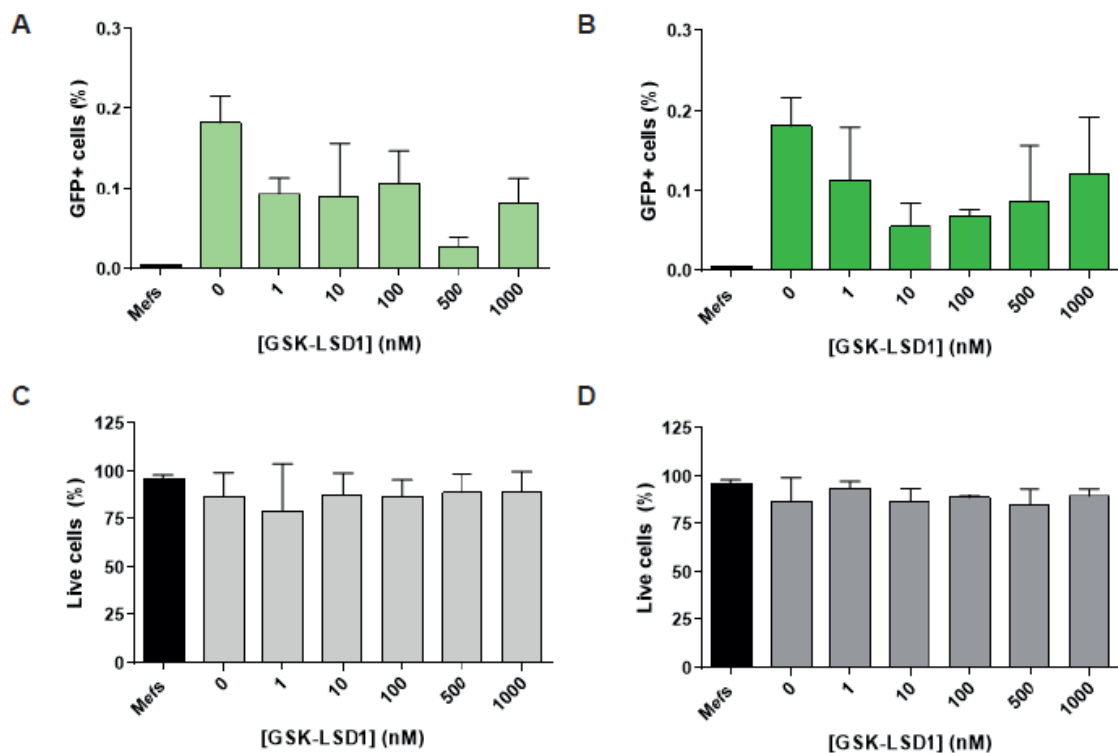 A
GFP+ cells (%)
0.3
0.2
0.1
0.0
Mefs 0 1 10 100 500 1000
[GSK-LSD1] (nM)
B
GFP+ cells (%)
0.3
0.2
0.1
0.0
Mefs 0 1 10 100 500 1000
[GSK-LSD1] (nM)
C
Live cells (%)
125
100
75
50
25
0
Mefs 0 1 10 100 500 1000
[GSK-LSD1] (nM)
D
Live cells (%)
125
100
75
50
25
0
Mefs 0 1 10 100 500 1000
[GSK-LSD1] (nM)